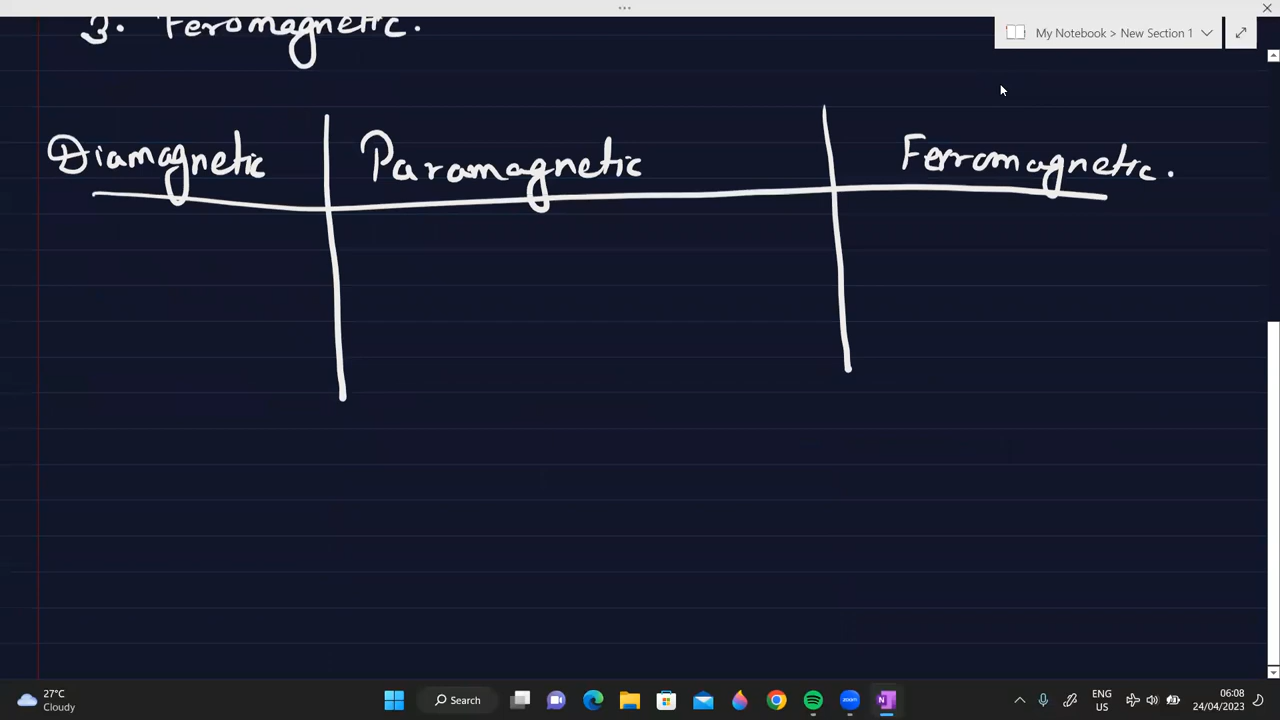 3. Feromagnetic.
My Notebook > New Section 1
Diamagnetic Paramagnetic Ferromagnetic.
27°C
Cloudy
Search
ENG
US
06:08
24/04/2023